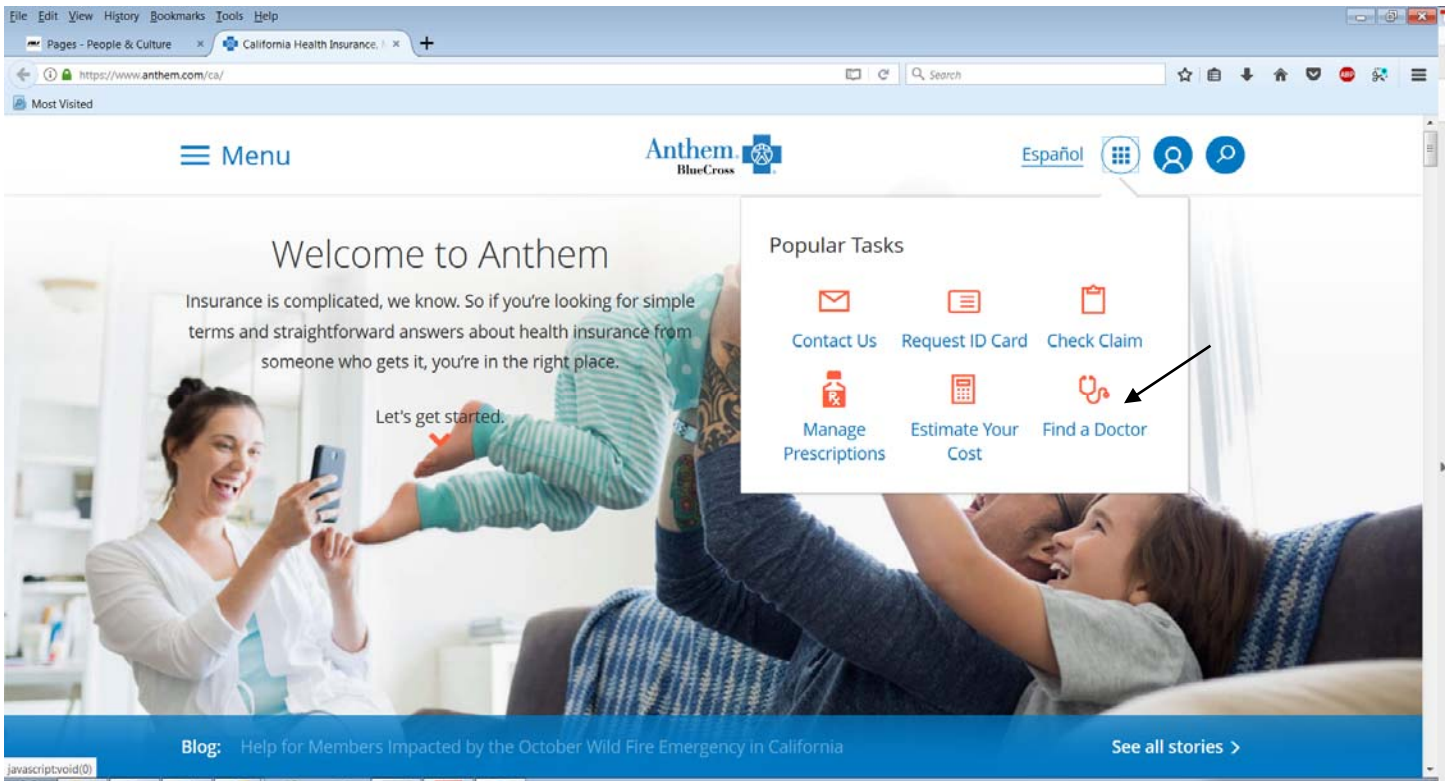 File Edit View History Bookmarks Tools Help
Pages - People & Culture × California Health Insurance, × +
https://www.anthem.com/ca/ Search ABP
Most Visited
Menu
Anthem.
BlueCross
Español
Popular Tasks
Contact Us Request ID Card Check Claim
Rx
Manage Prescriptions
Estimate Your Cost
Find a Doctor
Welcome to Anthem
Insurance is complicated, we know. So if you're looking for simple
terms and straightforward answers about health insurance from
someone who gets it, you're in the right place.
Let's get started.
Blog: Help for Members Impacted by the October Wild Fire Emergency in California See all stories >
javascript:void(0)